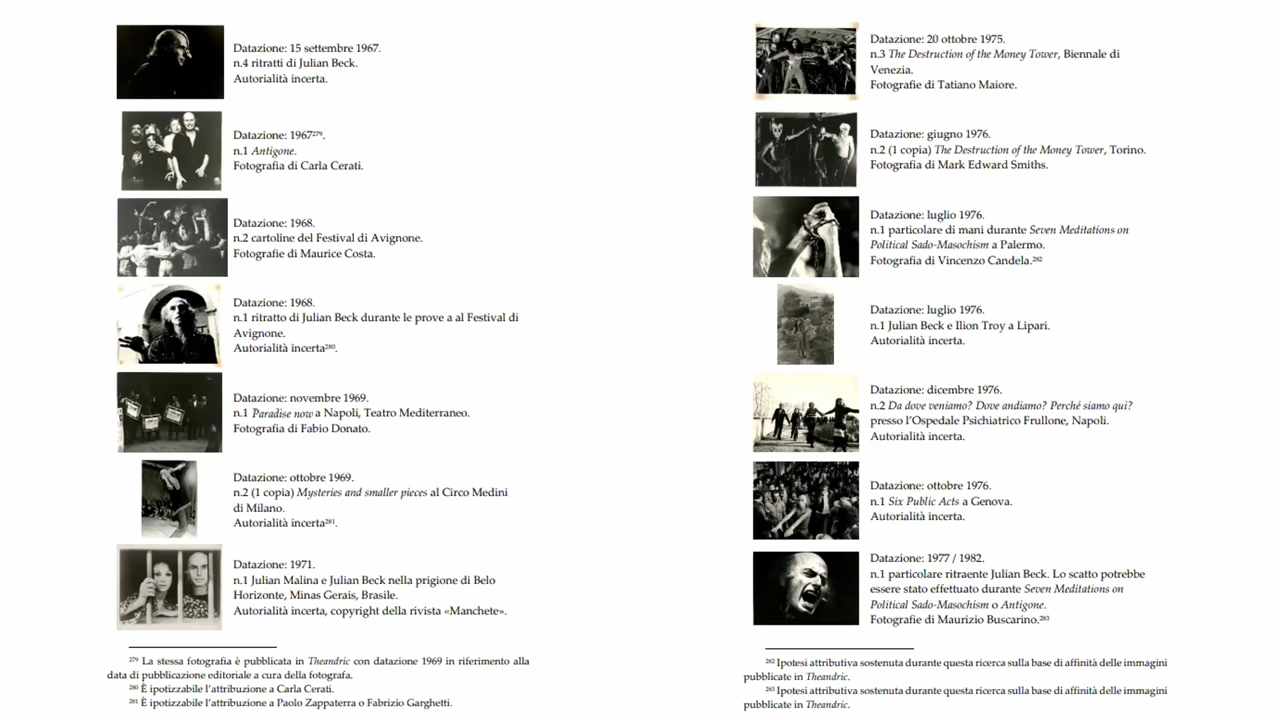 Datazione: 15 settembre 1967.
n.4 ritratti di Julian Beck.
Autorialità incerta.
Datazione: 1967²⁷⁹.
n.1 Antigone.
Fotografia di Carla Cerati.
Datazione: 1968.
n.2 cartoline del Festival di Avignone.
Fotografie di Maurice Costa.
Datazione: 1968.
n.1 ritratto di Julian Beck durante le prove a al Festival di
Avignone.
Autorialità incerta²⁸⁰.
Datazione: novembre 1969.
n.1 Paradise now a Napoli, Teatro Mediterraneo.
Fotografia di Fabio Donato.
Datazione: ottobre 1969.
n.2 (1 copia) Mysteries and smaller pieces al Circo Medini
di Milano.
Autorialità incerta²⁸¹.
Datazione: 1971.
n.1 Julian Malina e Julian Beck nella prigione di Belo
Horizonte, Minas Gerais, Brasile.
Autorialità incerta, copyright della rivista «Manchete».
²⁷⁹ La stessa fotografia è pubblicata in Theandric con datazione 1969 in riferimento alla
data di pubblicazione editoriale a cura della fotografa.
²⁸⁰ È ipotizzabile l’attribuzione a Carla Cerati.
²⁸¹ È ipotizzabile l’attribuzione a Paolo Zappaterra o Fabrizio Garghetti.
Datazione: 20 ottobre 1975.
n.3 The Destruction of the Money Tower, Biennale di
Venezia.
Fotografie di Tatiano Maiore.
Datazione: giugno 1976.
n.2 (1 copia) The Destruction of the Money Tower, Torino.
Fotografia di Mark Edward Smiths.
Datazione: luglio 1976.
n.1 particolare di mani durante Seven Meditations on
Political Sado-Masochism a Palermo.
Fotografia di Vincenzo Candela.²⁸²
Datazione: luglio 1976.
n.1 Julian Beck e Ilion Troy a Lipari.
Autorialità incerta.
Datazione: dicembre 1976.
n.2 Da dove veniamo? Dove andiamo? Perché siamo qui?
presso l’Ospedale Psichiatrico Frullone, Napoli.
Autorialità incerta.
Datazione: ottobre 1976.
n.1 Six Public Acts a Genova.
Autorialità incerta.
Datazione: 1977 / 1982.
n.1 particolare ritraente Julian Beck. Lo scatto potrebbe
essere stato effettuato durante Seven Meditations on
Political Sado-Masochism o Antigone.
Fotografie di Maurizio Buscarino.²⁸³
²⁸² Ipotesi attributiva sostenuta durante questa ricerca sulla base di affinità delle immagini
pubblicate in Theandric.
²⁸³ Ipotesi attributiva sostenuta durante questa ricerca sulla base di affinità delle immagini
pubblicate in Theandric.